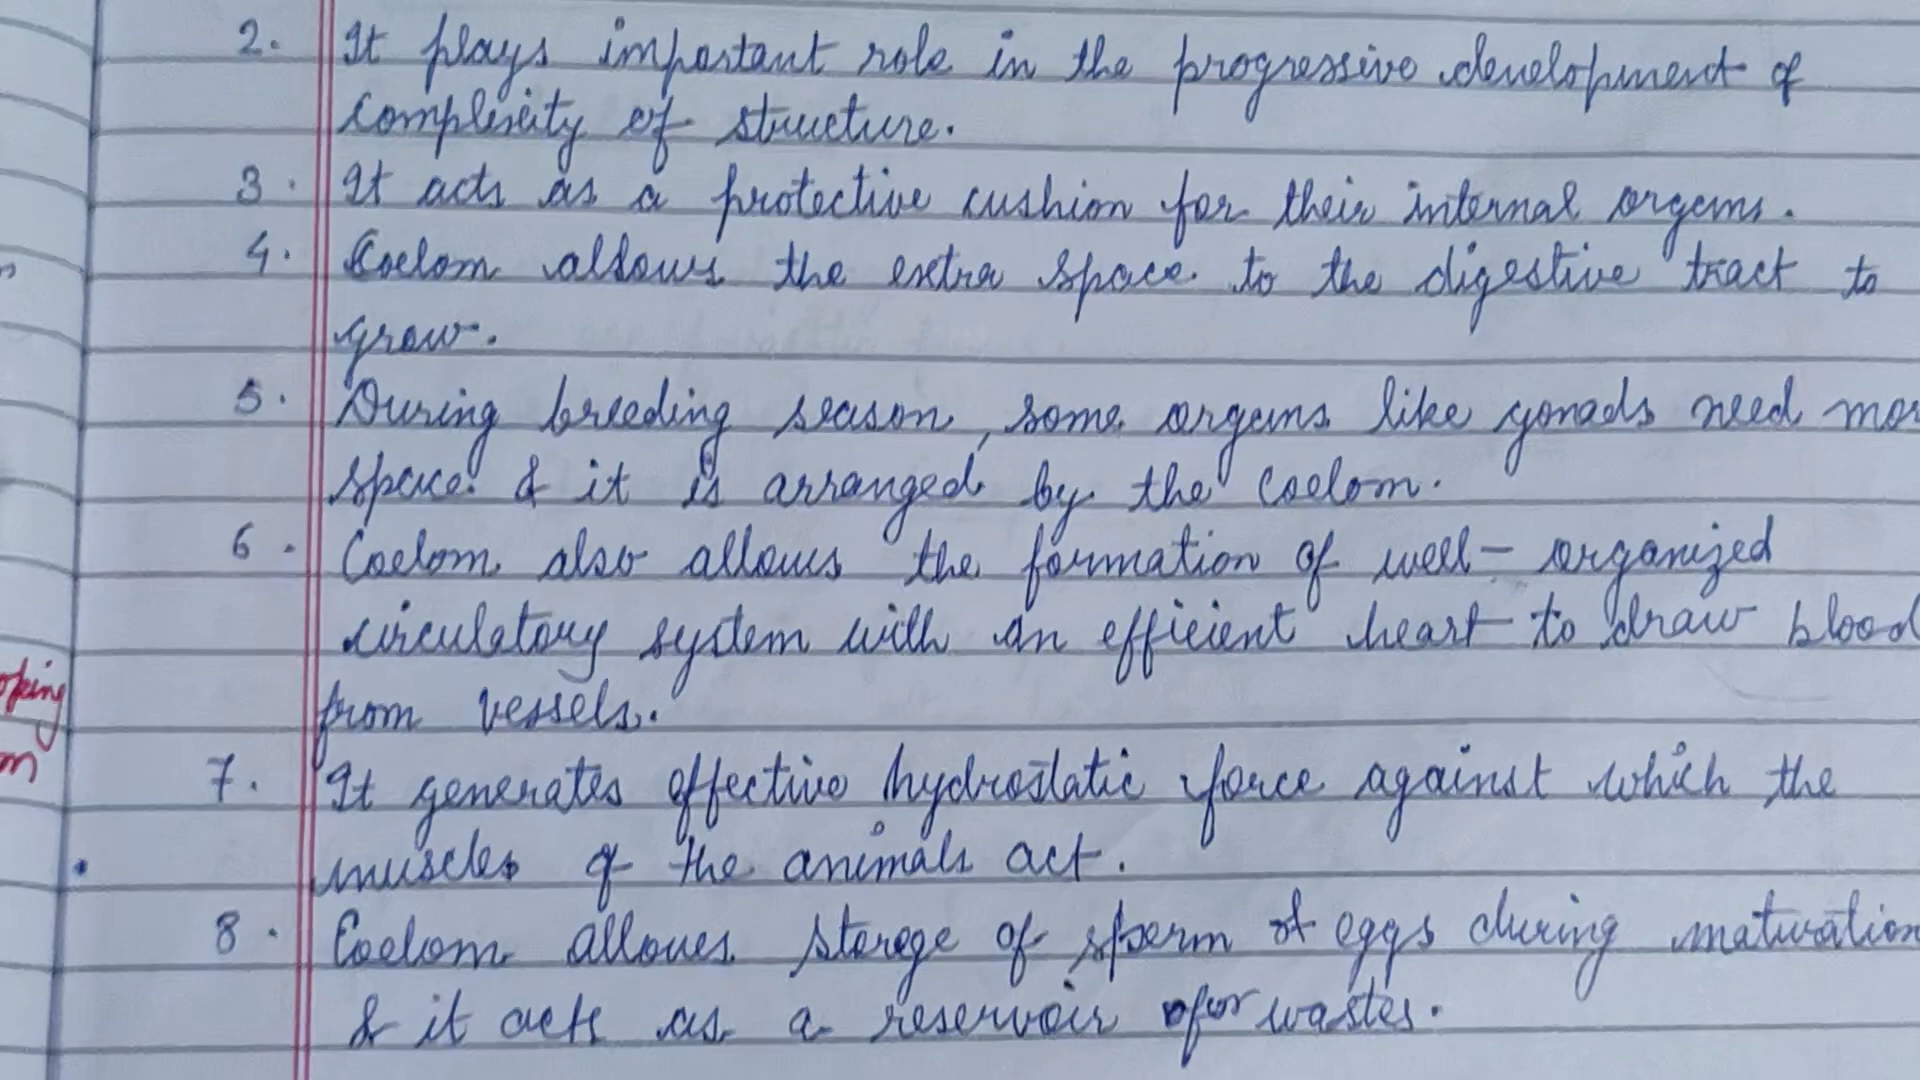 2. It plays important role in the progressive development of
complexity of structure.
3. It acts as a protective cushion for their internal organs.
4. Coelom allows the extra space to the digestive tract to
grow.
5. During breeding season, some organs like gonads need mor
space & it is arranged by the coelom.
6. Coelom also allows the formation of well- organized
circulatory system with an efficient heart to draw blood
from vessels.
7. It generates effective hydrostatic force against which the
muscles of the animals act.
8. Coelom allows storage of sperm of eggs during maturation
& it acts as a reservoir for wastes.